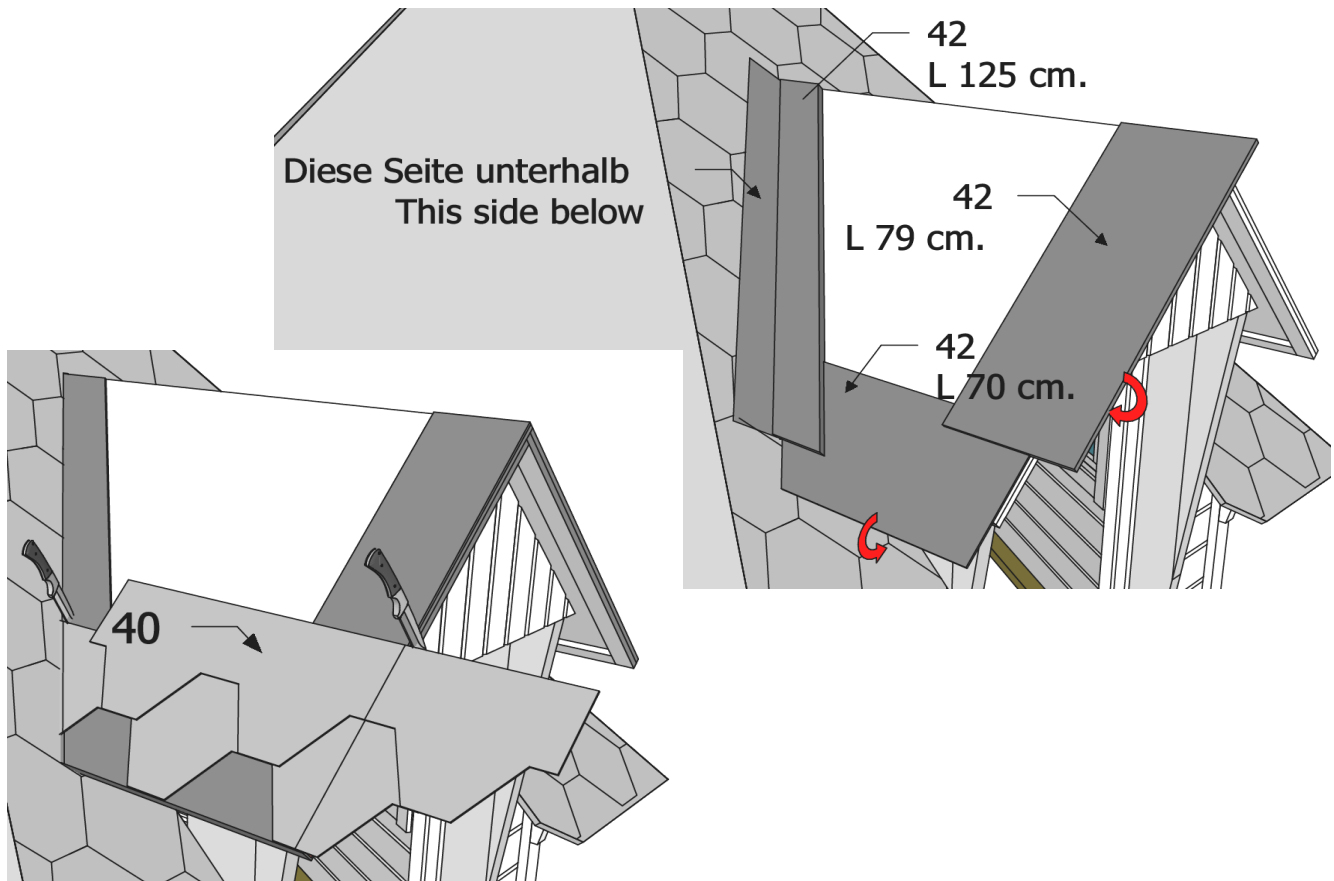 42
L 125 cm.
Diese Seite unterhalb
This side below
42
L 79 cm.
42
L 70 cm.
40